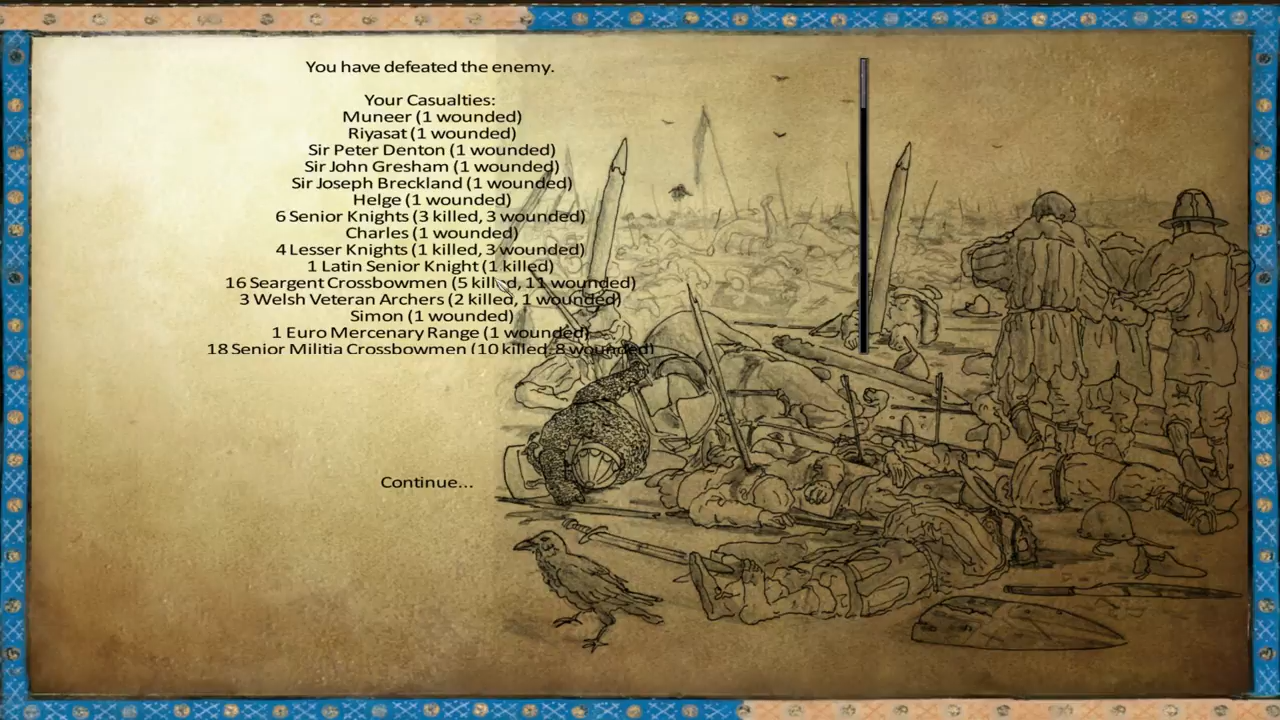 You have defeated the enemy.
Your Casualties:
Muneer (1 wounded)
Riyasat (1 wounded)
Sir Peter Denton (1 wounded)
Sir John Gresham (1 wounded)
Sir Joseph Breckland (1 wounded)
Helge (1 wounded)
6 Senior Knights (3 killed, 3 wounded)
Charles (1 wounded)
4 Lesser Knights (1 killed, 3 wounded)
1 Latin Senior Knight (1 killed)
16 Seargent Crossbowmen (5 killed, 11 wounded)
3 Welsh Veteran Archers (2 killed, 1 wounded)
Simon (1 wounded)
1 Euro Mercenary Range (1 wounded)
18 Senior Militia Crossbowmen (10 killed, 8 wounded)
Continue...